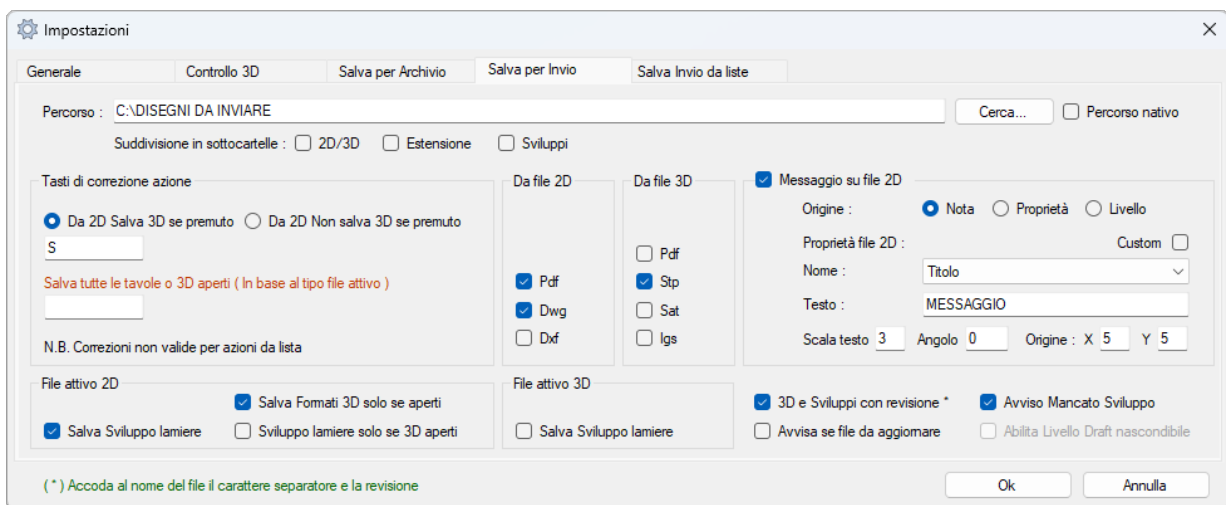 Impostazioni
Generale Controllo 3D Salva per Archivio Salva per Invio Salva Invio da liste
Percorso : C:\DISEGNI DA INVIARE Cerca... Percorso nativo
Suddivisione in sottocartelle : 2D/3D Estensione Sviluppi
Tasti di correzione azione
Da 2D Salva 3D se premuto Da 2D Non salva 3D se premuto
S
Salva tutte le tavole o 3D aperti ( In base al tipo file attivo )
N.B. Correzioni non valide per azioni da lista
Da file 2D
Pdf
Dwg
Dxf
Da file 3D
Pdf
Stp
Sat
Igs
Messaggio su file 2D
Origine : Nota Proprietà Livello
Proprietà file 2D : Custom
Nome : Titolo
Testo : MESSAGGIO
Scala testo 3 Angolo 0 Origine : X 5 Y 5
File attivo 2D
Salva Formati 3D solo se aperti
Salva Sviluppo lamiere Sviluppo lamiere solo se 3D aperti
File attivo 3D
Salva Sviluppo lamiere
3D e Sviluppi con revisione * Avviso Mancato Sviluppo
Avvisa se file da aggiornare Abilita Livello Draft nascondibile
( * ) Accoda al nome del file il carattere separatore e la revisione
Ok Annulla